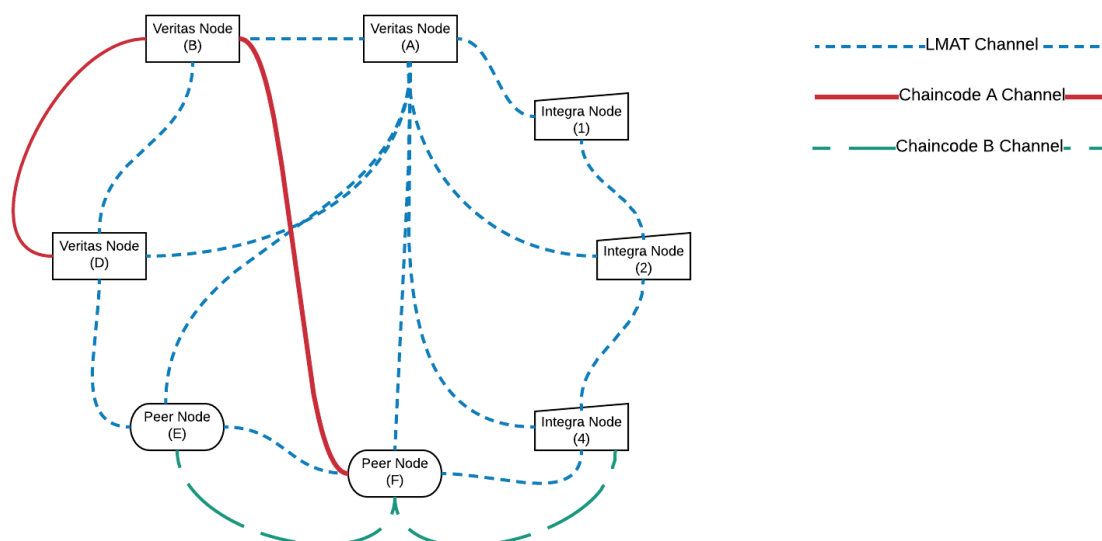 Veritas Node
(B)
Veritas Node
(A)
LMAT Channel
Chaincode A Channel
Integra Node
(1)
Chaincode B Channel
Veritas Node
(D)
Integra Node
(2)
Peer Node
(E)
Integra Node
(4)
Peer Node
(F)